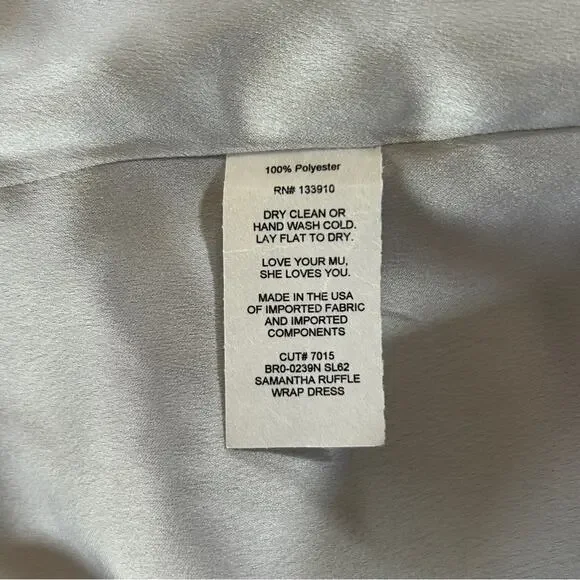 100% Polyester
RN# 133910
DRY CLEAN OR
HAND WASH COLD.
LAY FLAT TO DRY.
LOVE YOUR MU,
SHE LOVES YOU.
MADE IN THE USA
OF IMPORTED FABRIC
AND IMPORTED
COMPONENTS
CUT# 7015
BR0-0239N SL62
SAMANTHA RUFFLE
WRAP DRESS